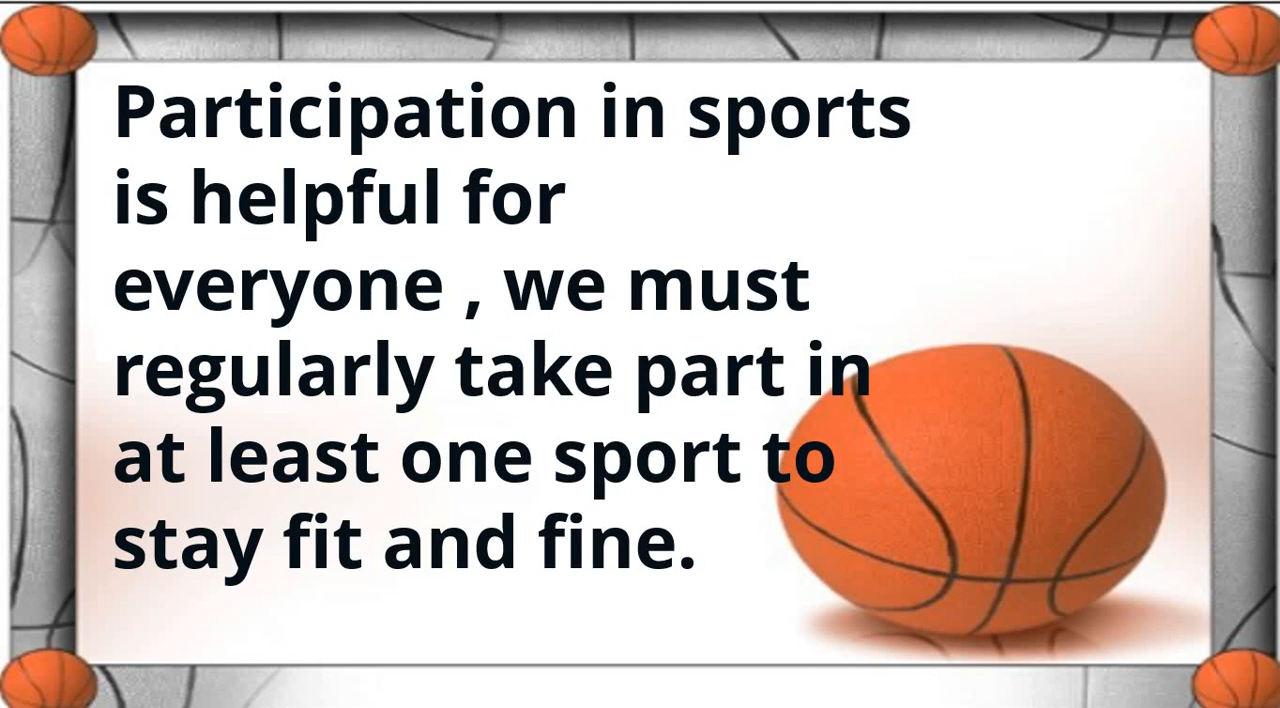 Participation in sports
is helpful for
everyone , we must
regularly take part in
at least one sport to
stay fit and fine.